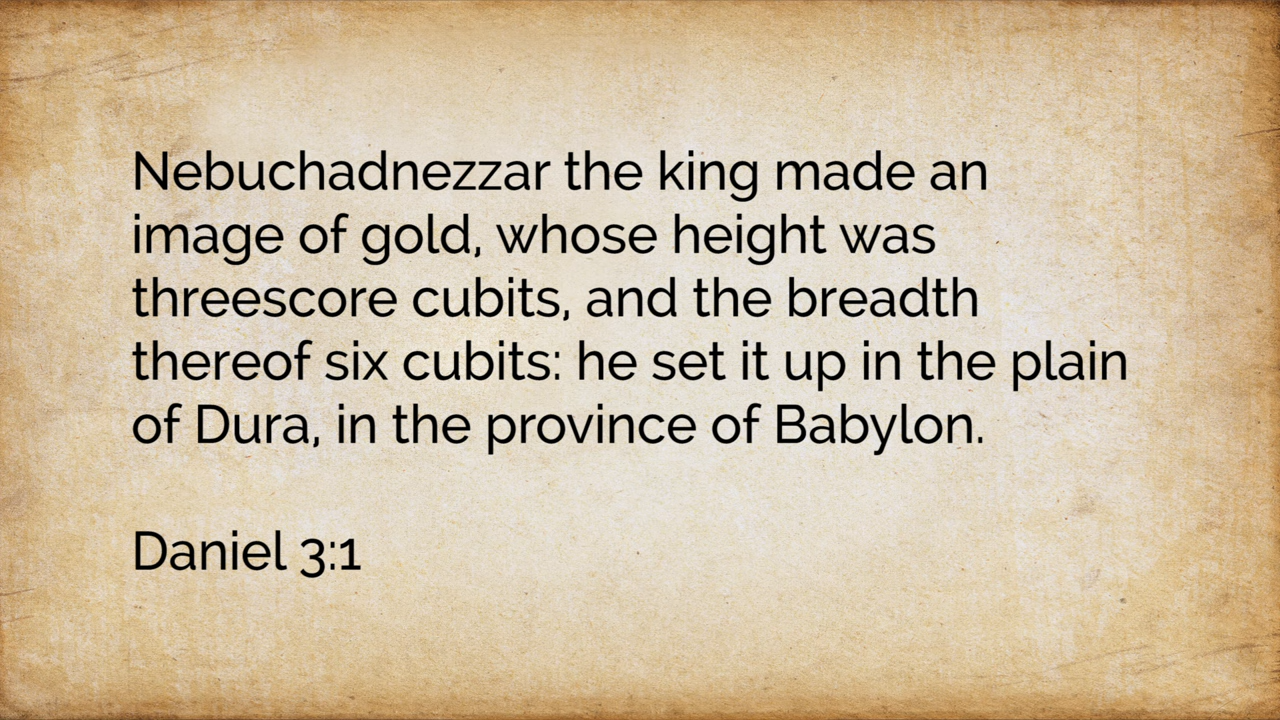 Nebuchadnezzar the king made an
image of gold, whose height was
threescore cubits, and the breadth
thereof six cubits: he set it up in the plain
of Dura, in the province of Babylon.
Daniel 3:1